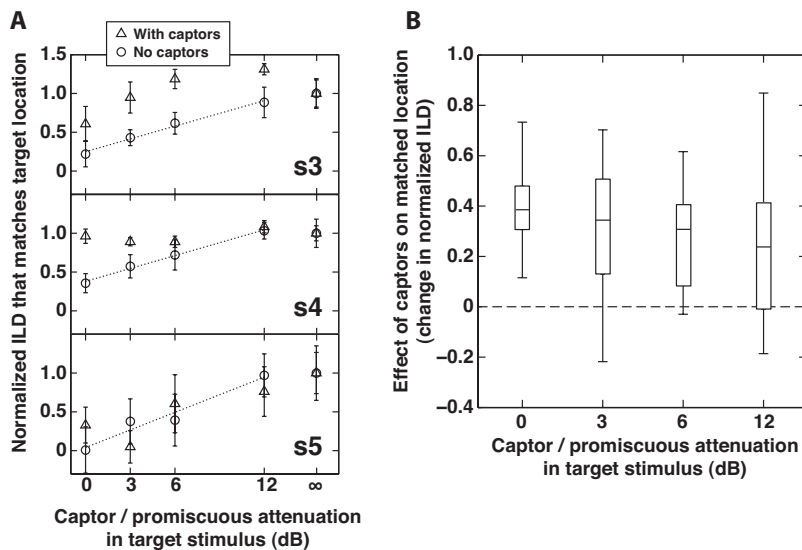 A
With captors
No captors
Normalized ILD that matches target location
1.5
1.0
0.5
0
s3
1.0
0.5
0
s4
1.0
0.5
0
s5
0 3 6 12 ∞
Captor / promiscuous attenuation
in target stimulus (dB)
B
Effect of captors on matched location
(change in normalized ILD)
1.0
0.8
0.6
0.4
0.2
0
−0.2
−0.4
0 3 6 12
Captor / promiscuous attenuation
in target stimulus (dB)